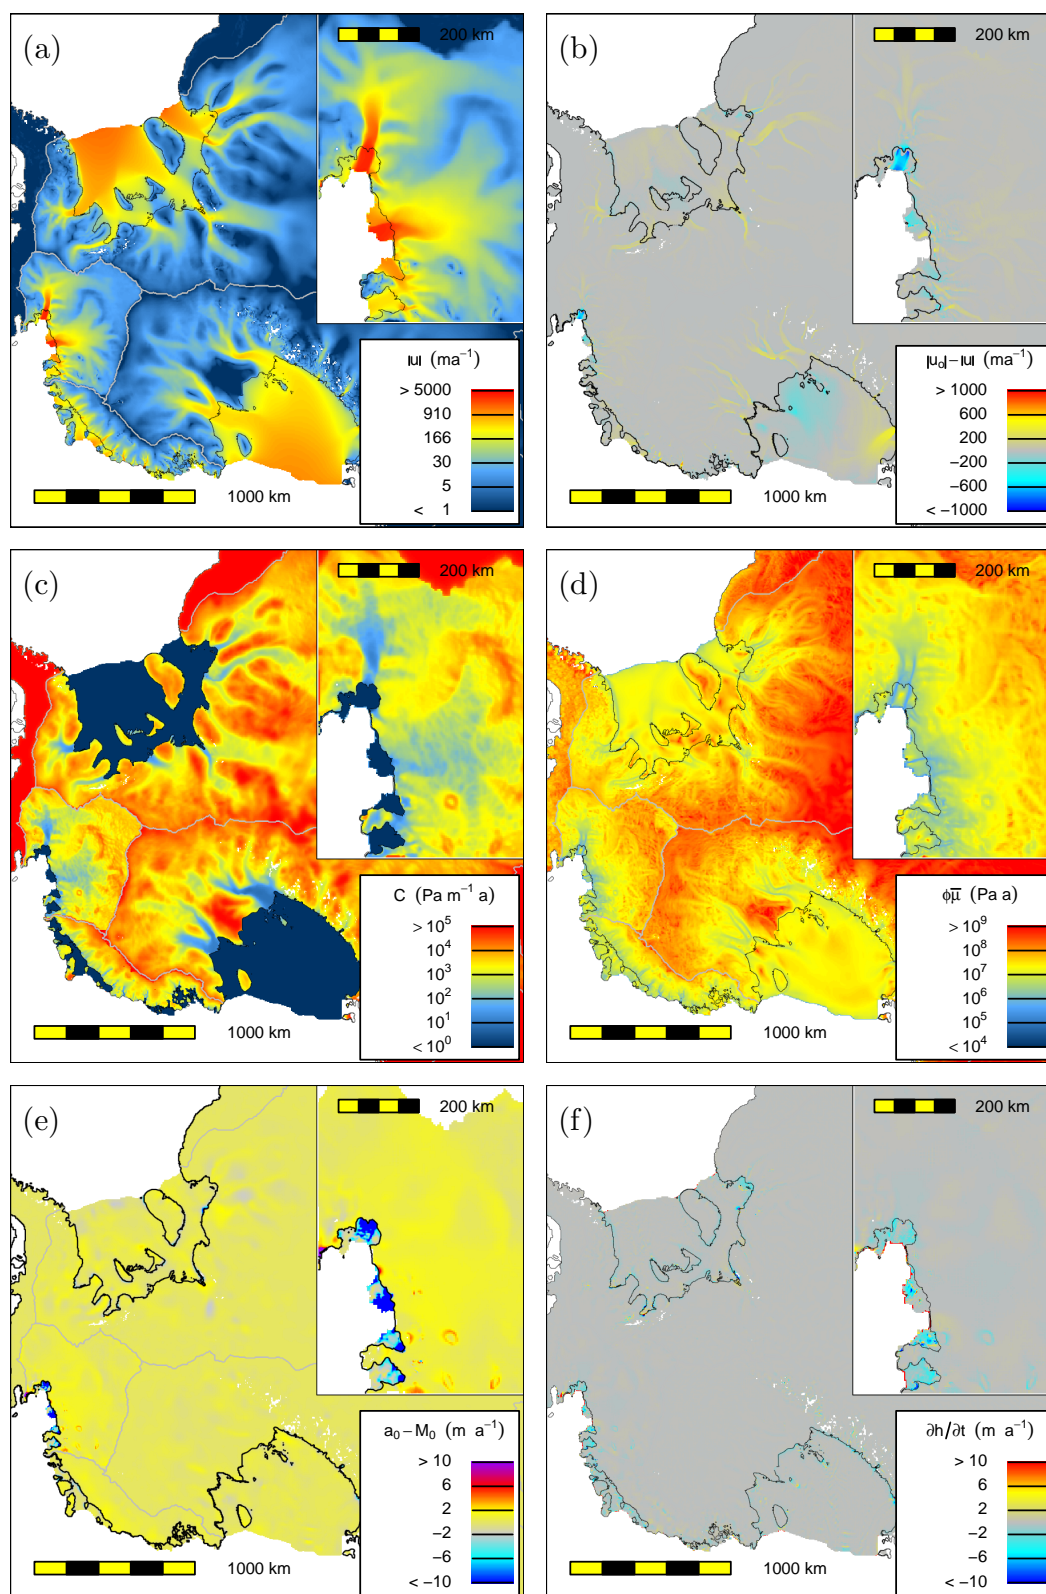 (a)
200 km
|u| (ma⁻¹)
> 5000
910
166
30
5
< 1
1000 km
(b)
200 km
|u₀|−|u| (ma⁻¹)
> 1000
600
200
−200
−600
< −1000
1000 km
(c)
200 km
C (Pa m⁻¹ a)
> 10⁵
10⁴
10³
10²
10¹
< 10⁰
1000 km
(d)
200 km
ϕμ̅ (Pa a)
> 10⁹
10⁸
10⁷
10⁶
10⁵
< 10⁴
1000 km
(e)
200 km
a₀−M₀ (m a⁻¹)
> 10
6
2
−2
−6
< −10
1000 km
(f)
200 km
∂h/∂t (m a⁻¹)
> 10
6
2
−2
−6
< −10
1000 km